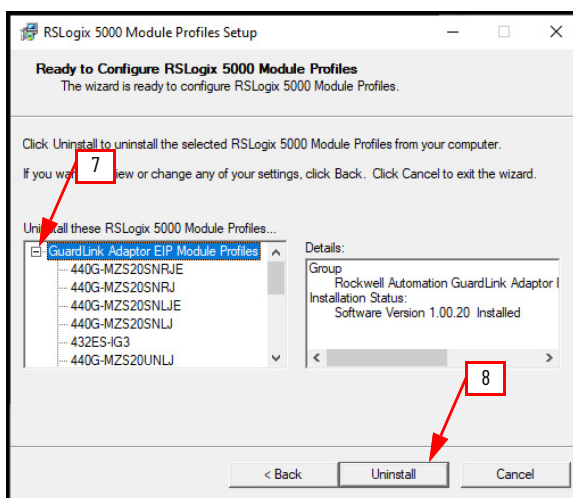 RSLogix 5000 Module Profiles Setup
Ready to Configure RSLogix 5000 Module Profiles
The wizard is ready to configure RSLogix 5000 Module Profiles.
Click Uninstall to uninstall the selected RSLogix 5000 Module Profiles from your computer.
7
If you wa iew or change any of your settings, click Back. Click Cancel to exit the wizard.
Uni all these RSLogix 5000 Module Profiles...
GuardLink Adaptor EIP Module Profiles
440G-MZS20SNRJE
440G-MZS20SNRJ
440G-MZS20SNLJE
440G-MZS20SNLJ
432ES-IG3
440G-MZS20UNLJ
Details:
Group
Rockwell Automation GuardLink Adaptor
Installation Status:
Software Version 1.00.20 Installed
8
< Back
Uninstall
Cancel